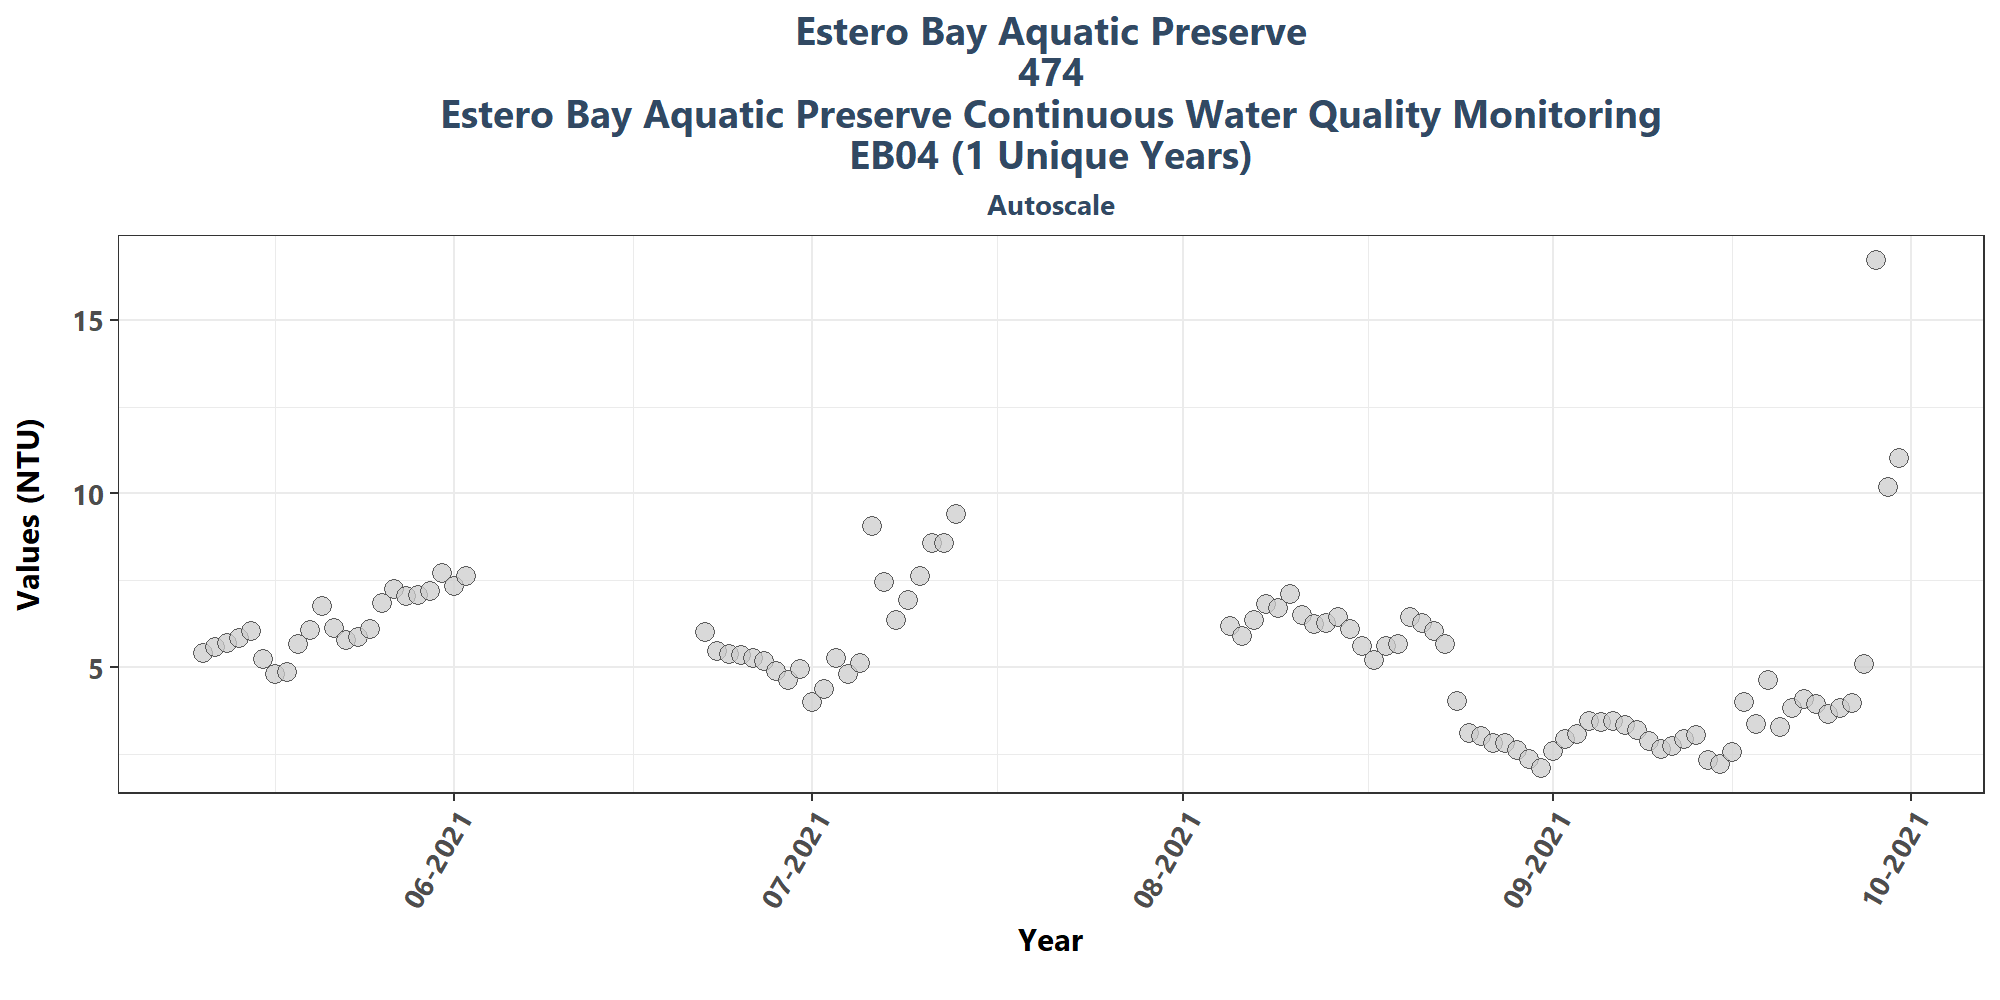 Estero Bay Aquatic Preserve
474
Estero Bay Aquatic Preserve Continuous Water Quality Monitoring
EB04 (1 Unique Years)
Autoscale
Values (NTU)
15
10
5
06-2021
07-2021
08-2021
09-2021
10-2021
Year